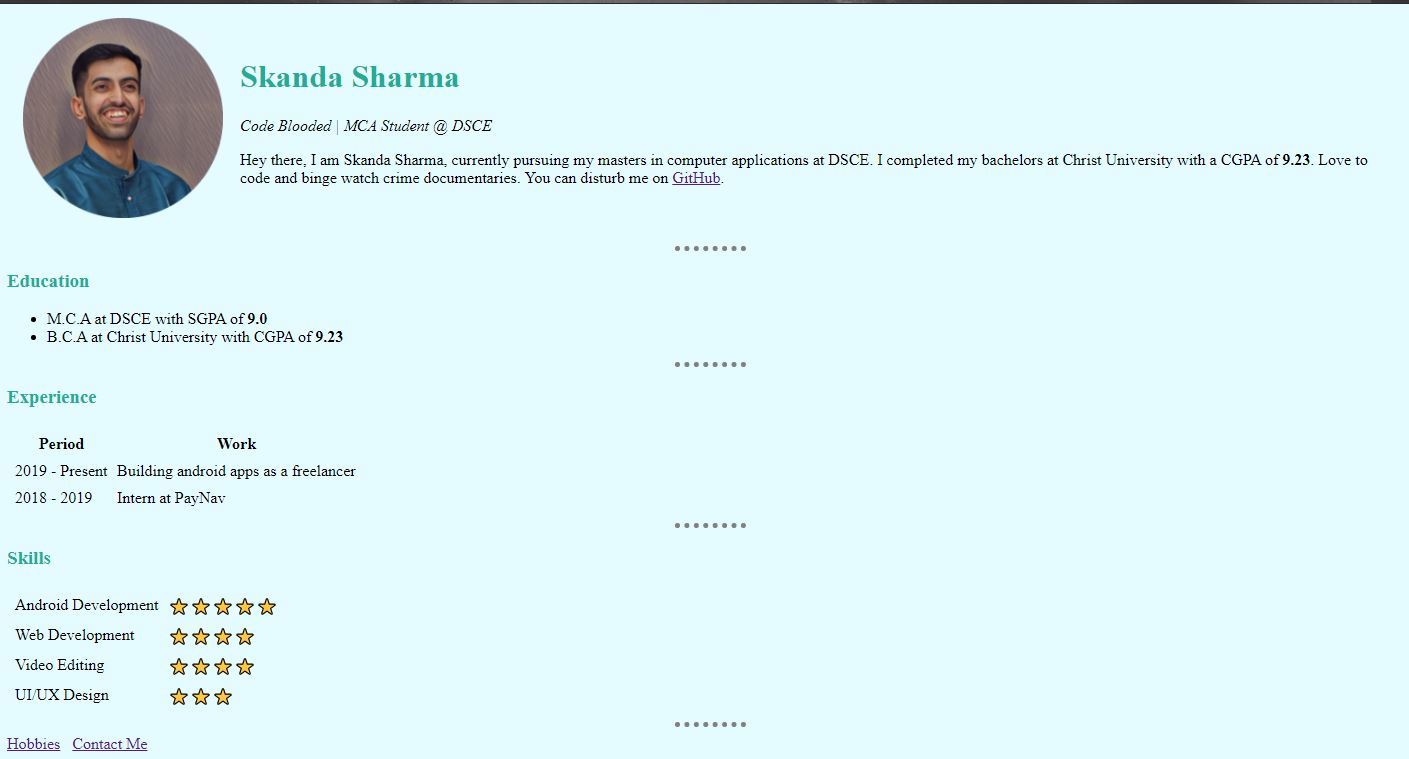 Skanda Sharma
Code Blooded | MCA Student @ DSCE
Hey there, I am Skanda Sharma, currently pursuing my masters in computer applications at DSCE. I completed my bachelors at Christ University with a CGPA of 9.23. Love to
code and binge watch crime documentaries. You can disturb me on GitHub.
Education
M.C.A at DSCE with SGPA of 9.0
B.C.A at Christ University with CGPA of 9.23
Experience
Period Work
2019 - Present Building android apps as a freelancer
2018 - 2019 Intern at PayNav
Skills
Android Development
Web Development
Video Editing
UI/UX Design
Hobbies Contact Me